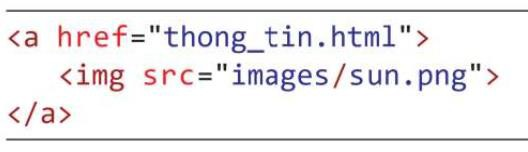 <a href="thong_tin.html">
<img src="images/sun.png">
</a>